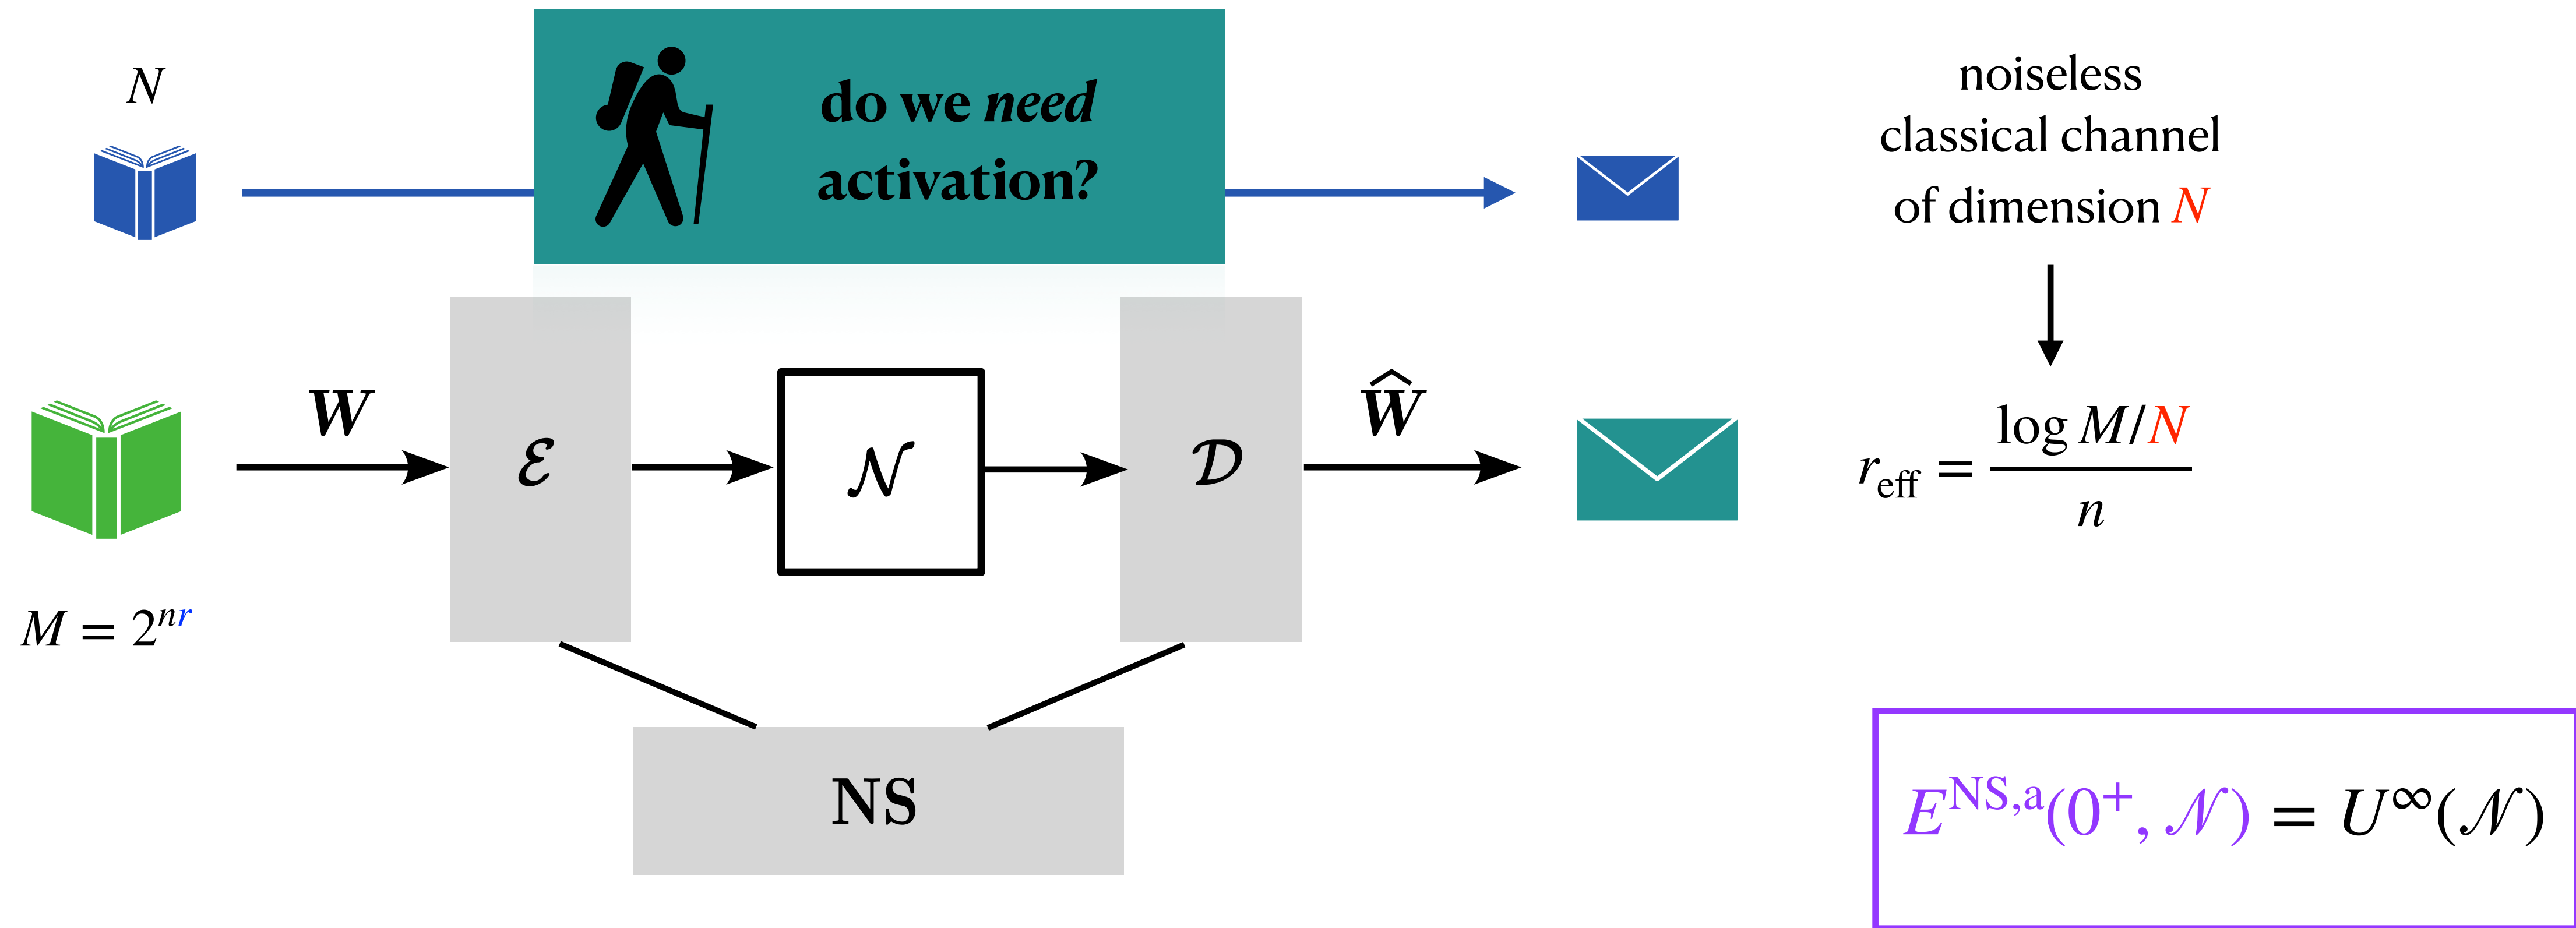 N
do we need
activation?
noiseless
classical channel
of dimension N
W
ℰ
𝒩
𝒟
Ŵ
r_eff = log M/N / n
M = 2^{nr}
NS
E^{NS,a}(0^+, 𝒩) = U^∞(𝒩)